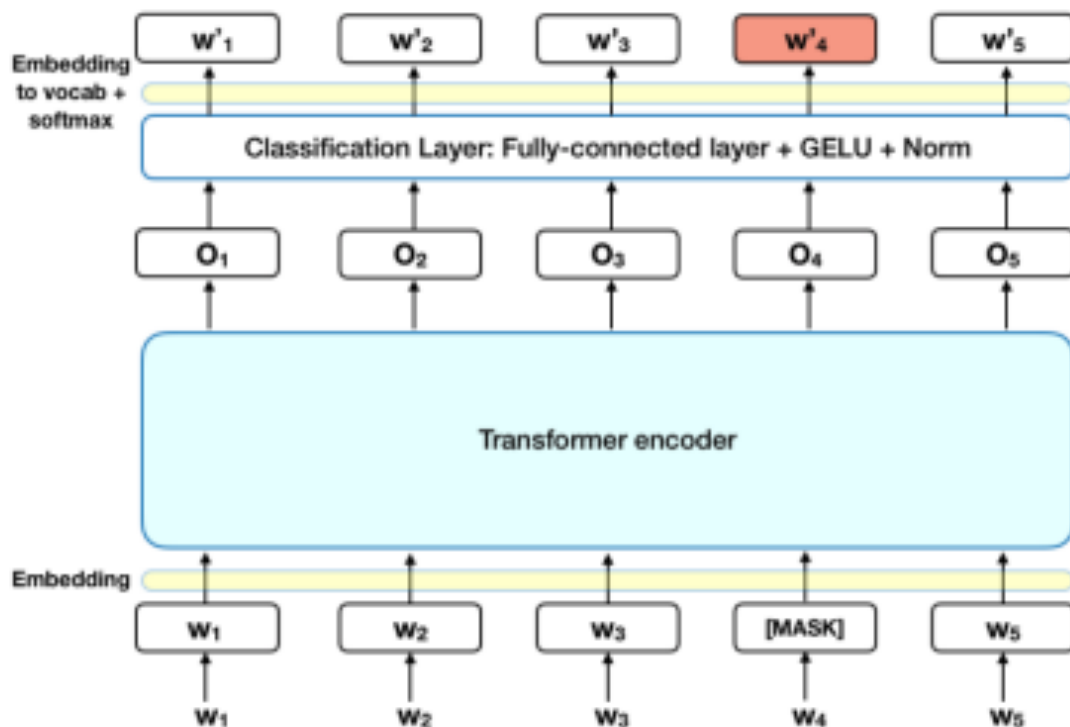 w'₁ w'₂ w'₃ w'₄ w'₅
Embedding
to vocab +
softmax
Classification Layer: Fully-connected layer + GELU + Norm
O₁ O₂ O₃ O₄ O₅
Transformer encoder
Embedding
w₁ w₂ w₃ [MASK] w₅
w₁ w₂ w₃ w₄ w₅